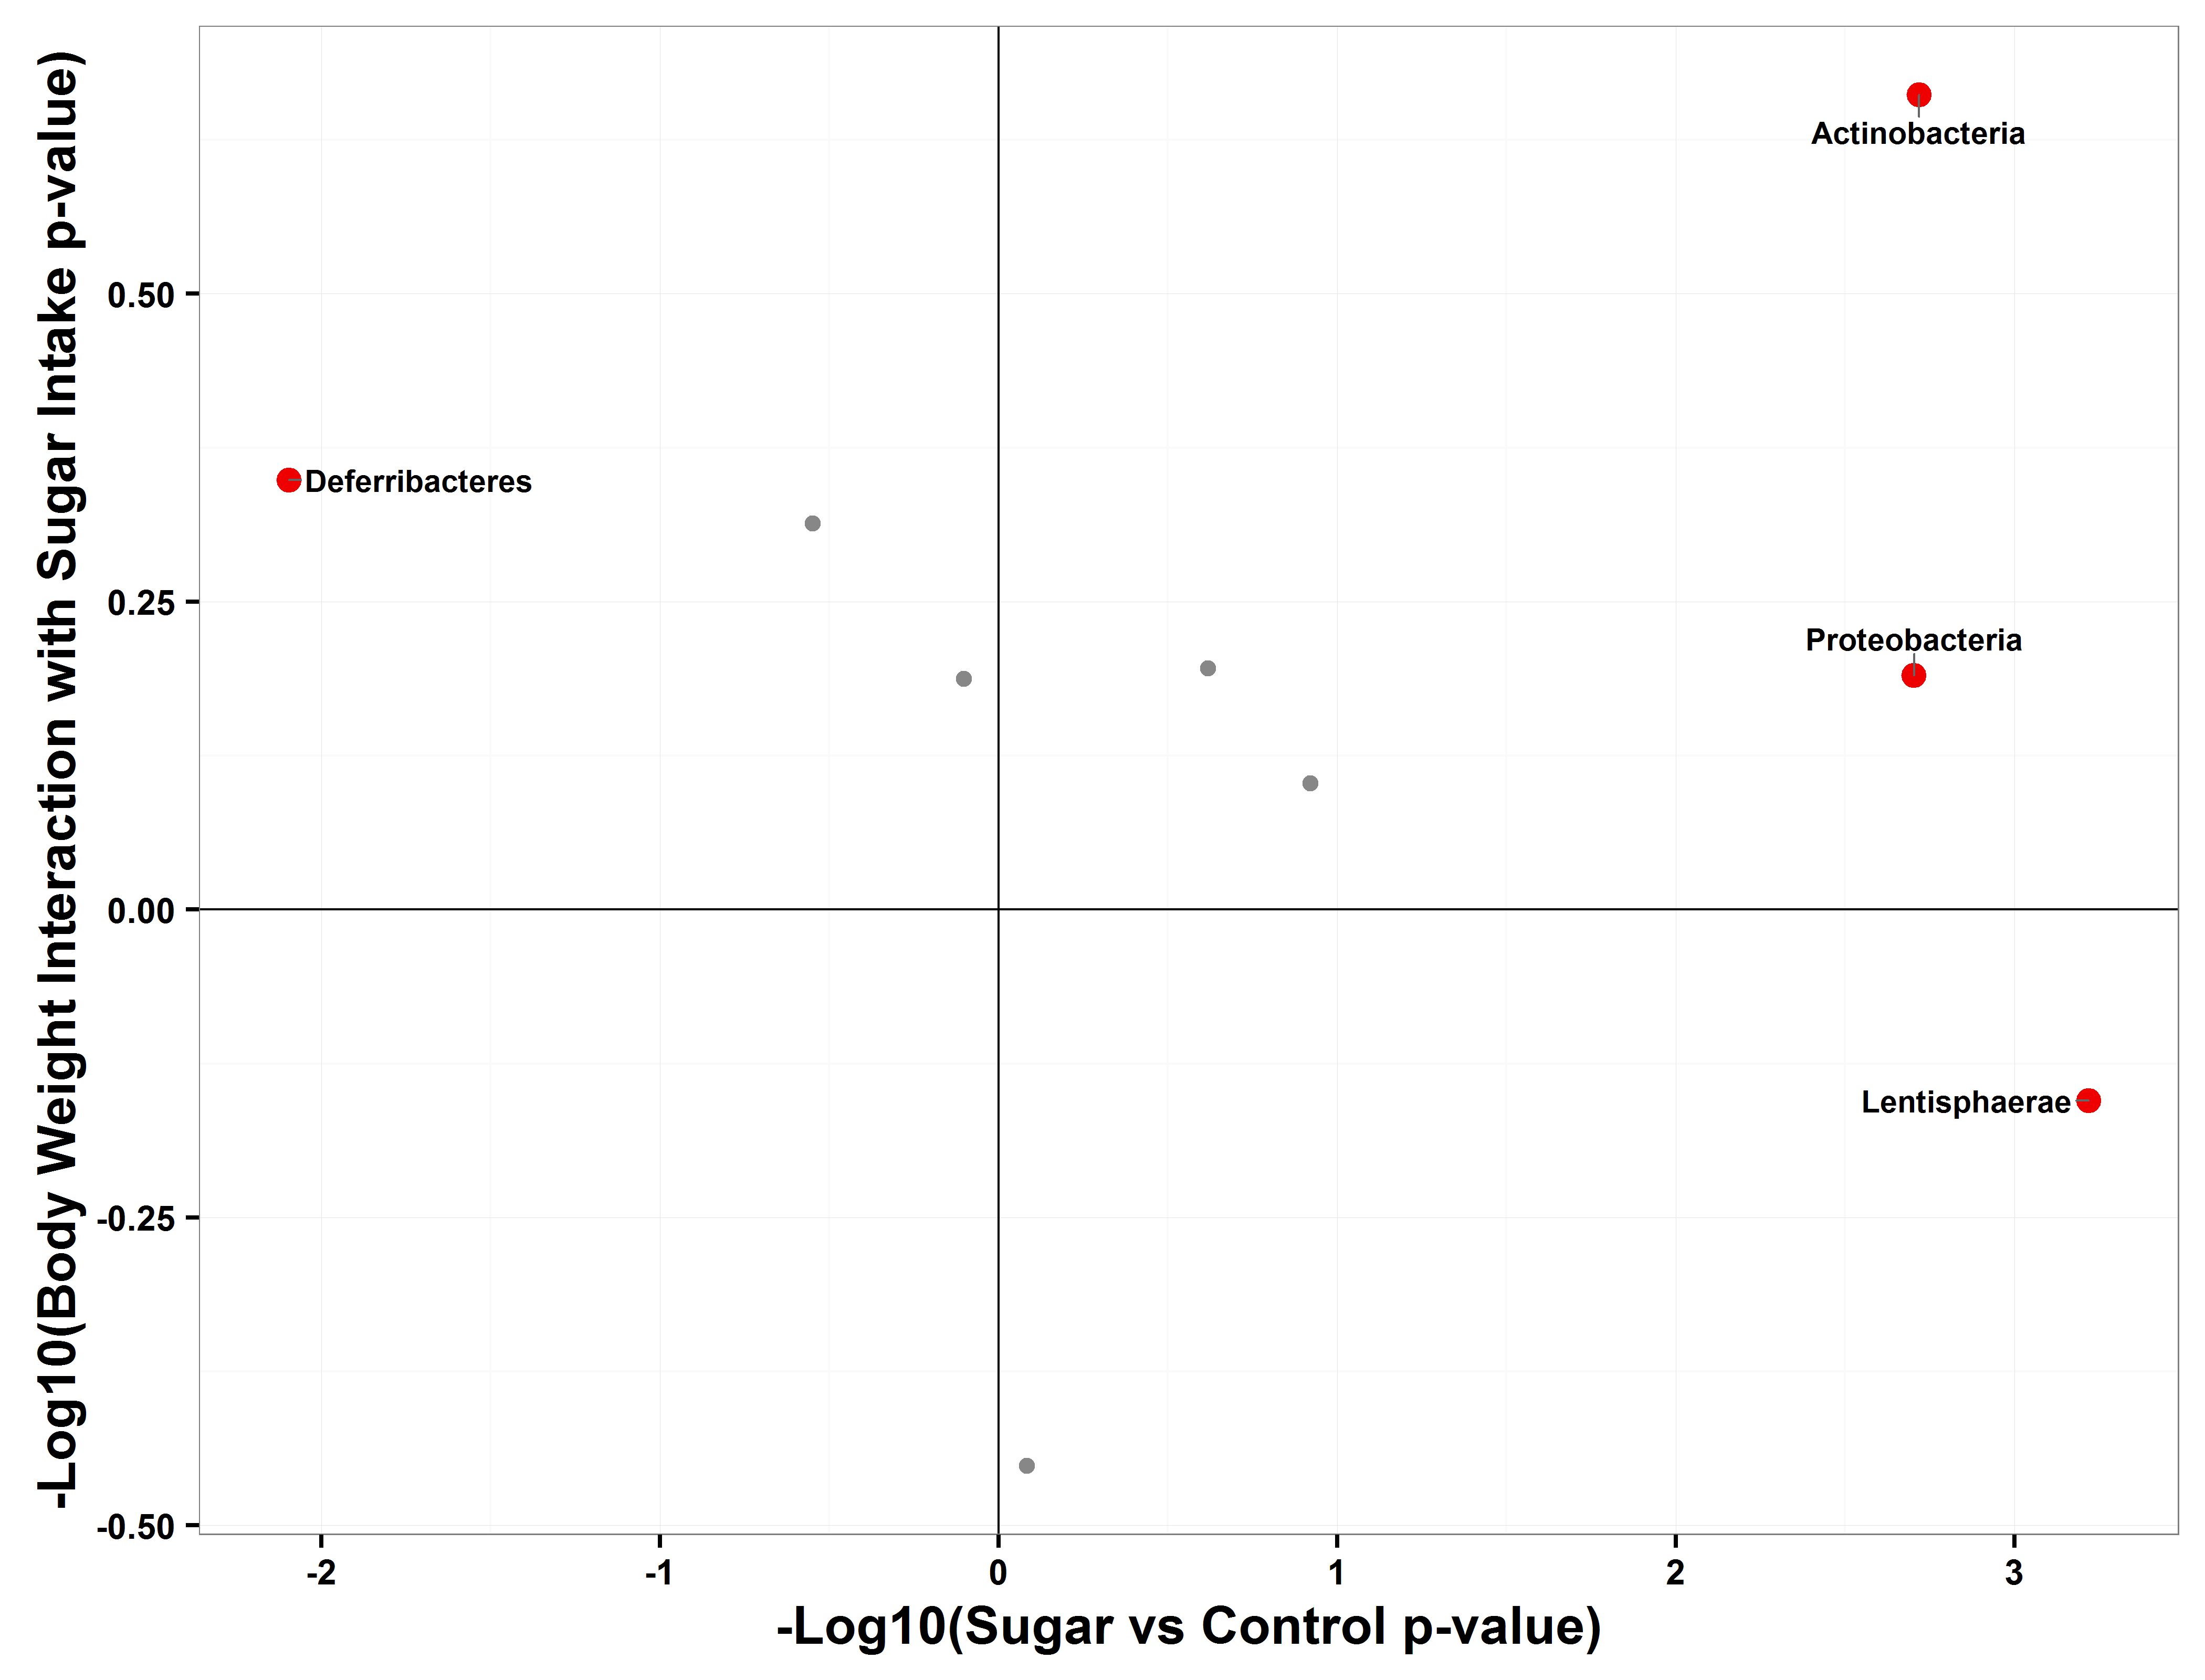 -Log10(Body Weight Interaction with Sugar Intake p-value)
Actinobacteria
0.50
Deferribacteres
0.25
Proteobacteria
0.00
Lentisphaerae
-0.25
-0.50
-2 -1 0 1 2 3
-Log10(Sugar vs Control p-value)